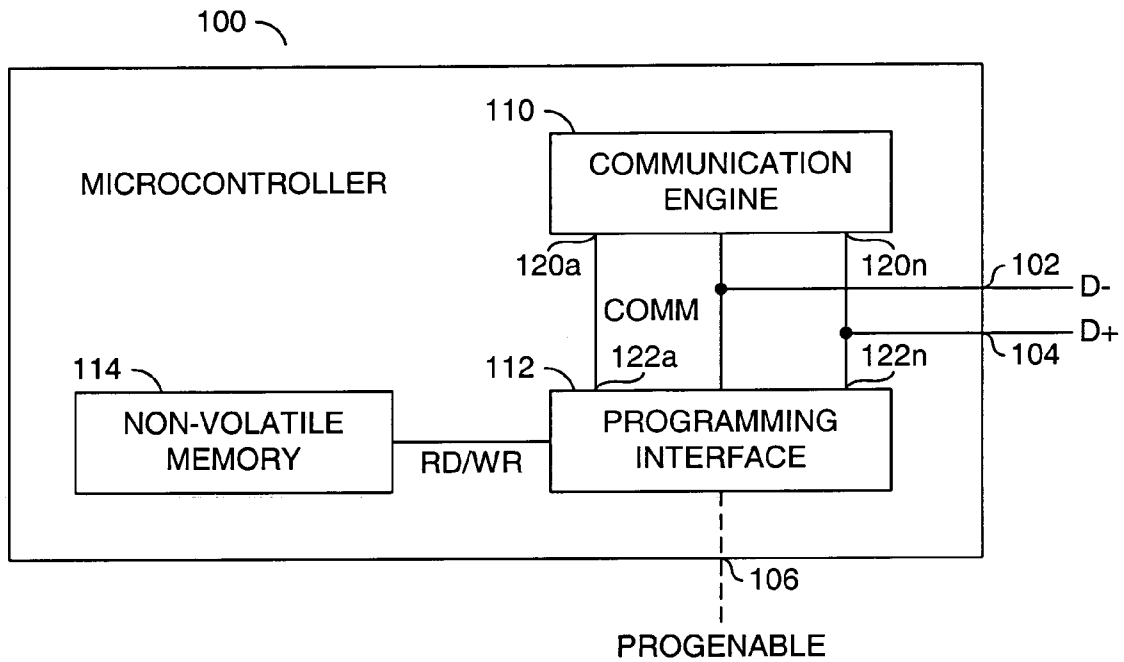 100
110
COMMUNICATION
ENGINE
MICROCONTROLLER
120a
120n
102
D-
COMM
D+
104
114
112
122a
122n
NON-VOLATILE
MEMORY
RD/WR
PROGRAMMING
INTERFACE
106
PROGENABLE